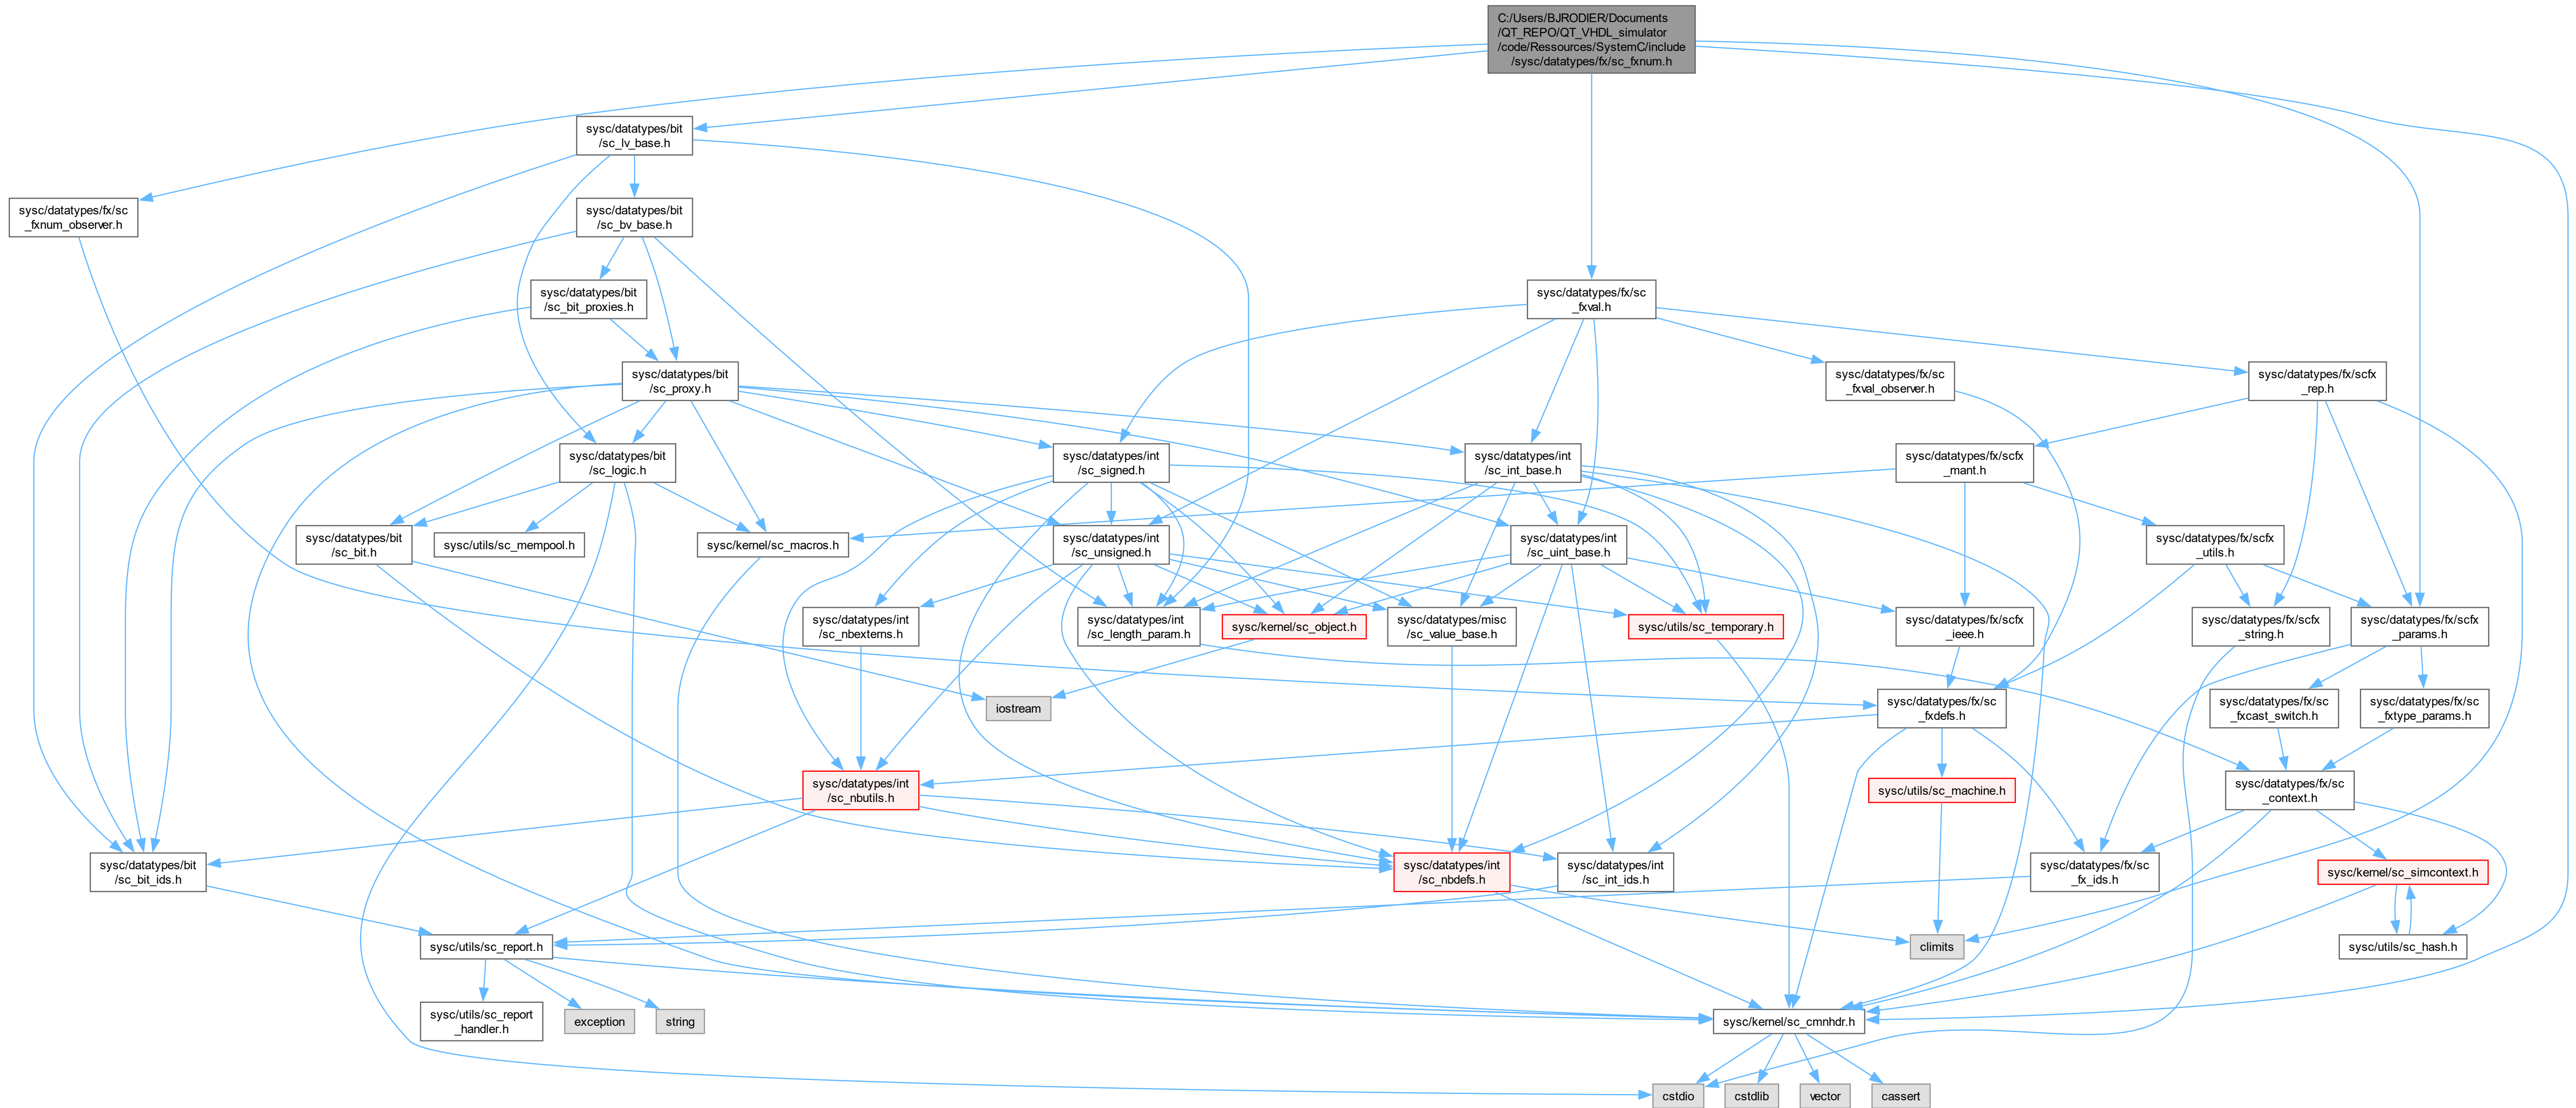 C:/Users/BJRODIER/Documents
/QT_REPO/QT_VHDL_simulator
/code/Ressources/SystemC/include
/sysc/datatypes/fx/sc_fxnum.h
sysc/datatypes/bit
/sc_lv_base.h
sysc/datatypes/fx/sc
_fxnum_observer.h
sysc/datatypes/bit
/sc_bv_base.h
sysc/datatypes/bit
/sc_bit_proxies.h
sysc/datatypes/fx/sc
_fxval.h
sysc/datatypes/bit
/sc_proxy.h
sysc/datatypes/fx/sc
_fxval_observer.h
sysc/datatypes/fx/scfx
_rep.h
sysc/datatypes/bit
/sc_logic.h
sysc/datatypes/int
/sc_signed.h
sysc/datatypes/int
/sc_int_base.h
sysc/datatypes/fx/scfx
_mant.h
sysc/datatypes/bit
/sc_bit.h
sysc/utils/sc_mempool.h
sysc/kernel/sc_macros.h
sysc/datatypes/int
/sc_unsigned.h
sysc/datatypes/int
/sc_uint_base.h
sysc/datatypes/fx/scfx
_utils.h
sysc/datatypes/int
/sc_nbexterns.h
sysc/datatypes/int
/sc_length_param.h
sysc/kernel/sc_object.h
sysc/datatypes/misc
/sc_value_base.h
sysc/utils/sc_temporary.h
sysc/datatypes/fx/scfx
_ieee.h
sysc/datatypes/fx/scfx
_string.h
sysc/datatypes/fx/scfx
_params.h
iostream
sysc/datatypes/fx/sc
_fxdefs.h
sysc/datatypes/fx/sc
_fxcast_switch.h
sysc/datatypes/fx/sc
_fxtype_params.h
sysc/datatypes/int
/sc_nbutils.h
sysc/utils/sc_machine.h
sysc/datatypes/fx/sc
_context.h
sysc/datatypes/bit
/sc_bit_ids.h
sysc/datatypes/int
/sc_nbdefs.h
sysc/datatypes/int
/sc_int_ids.h
sysc/datatypes/fx/sc
_fx_ids.h
sysc/kernel/sc_simcontext.h
sysc/utils/sc_report.h
climits
sysc/utils/sc_hash.h
sysc/utils/sc_report
_handler.h
exception
string
sysc/kernel/sc_cmnhdr.h
cstdio
cstdlib
vector
cassert